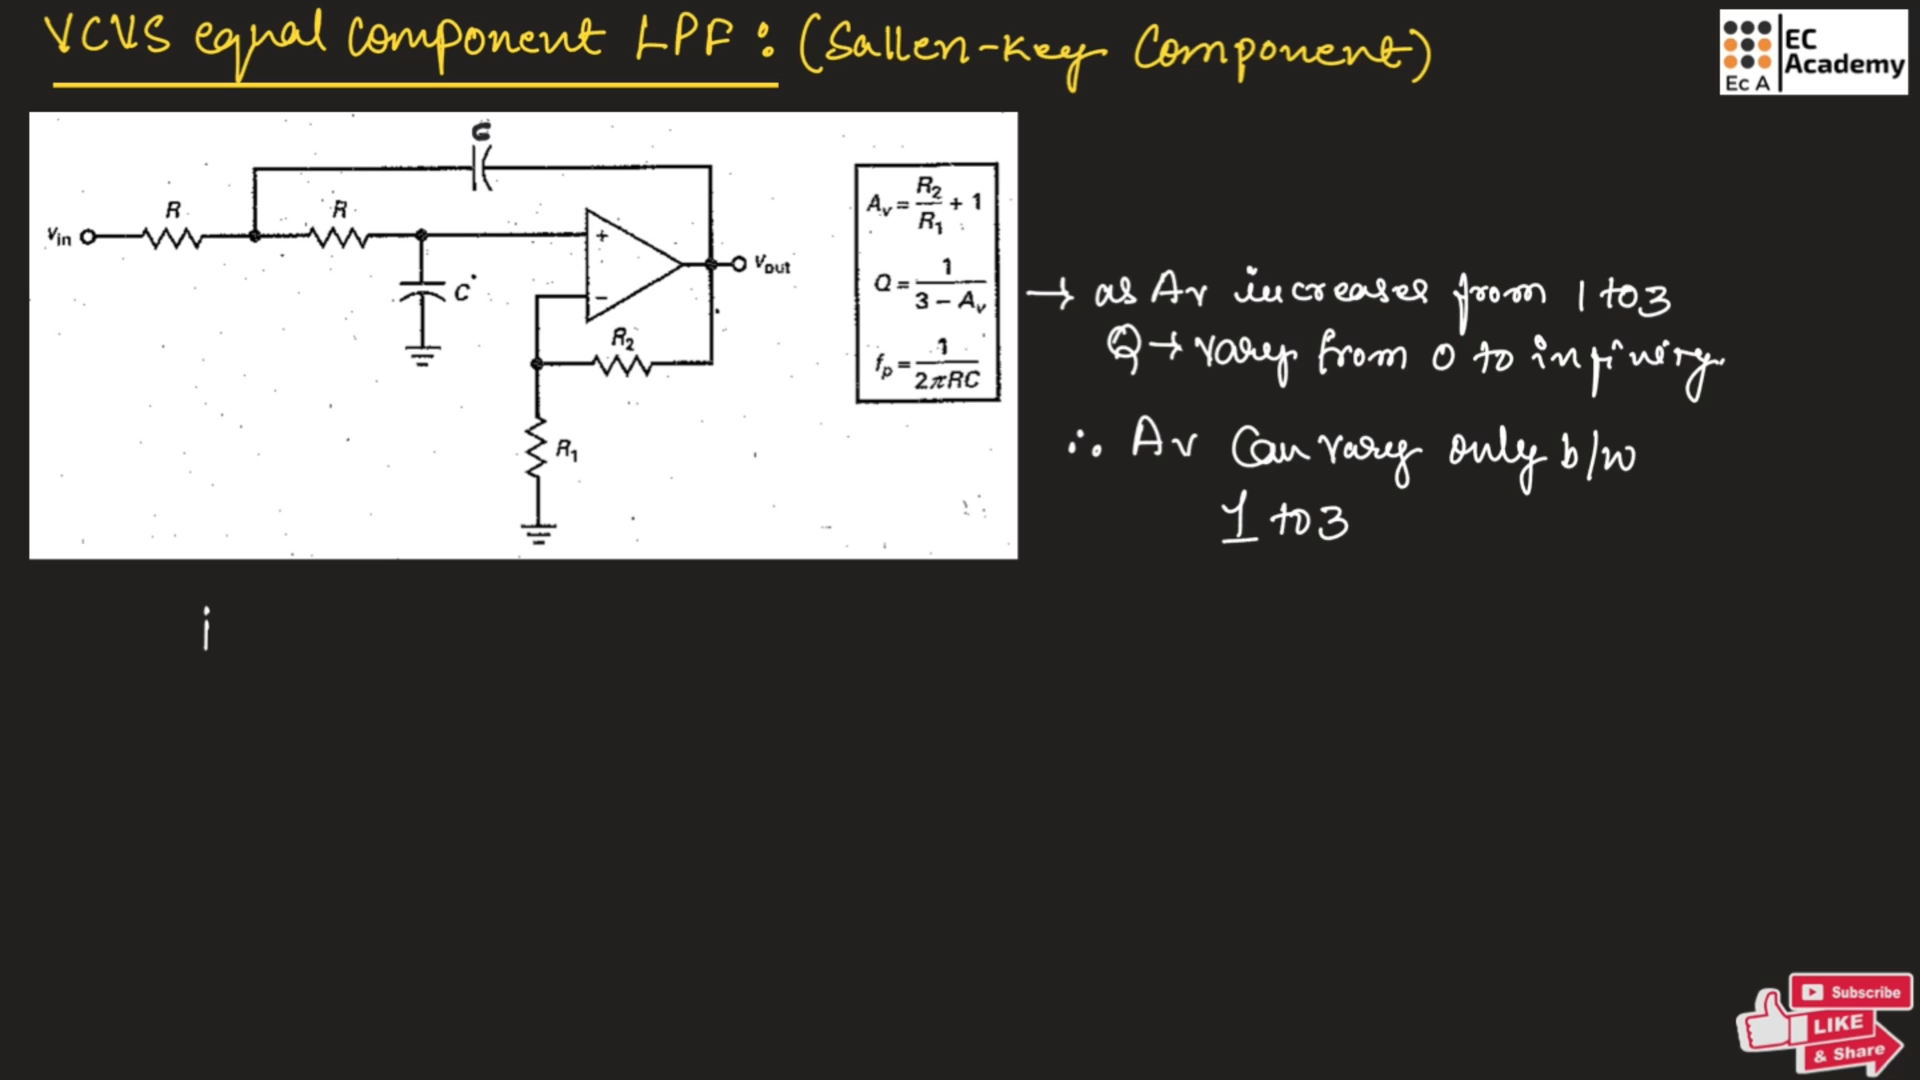 VCVS equal component LPF : (Sallen-Key Component)
EC
Academy
Ec A
C
R
R
Vin
+
Vout
C
−
R2
R1
Av = R2/R1 + 1
Q = 1/(3 − Av)
fp = 1/(2πRC)
→ as Av increases from 1 to 3
Q → vary from 0 to infinity
∴ Av can vary only b/w
1 to 3
i
Subscribe
LIKE
& Share